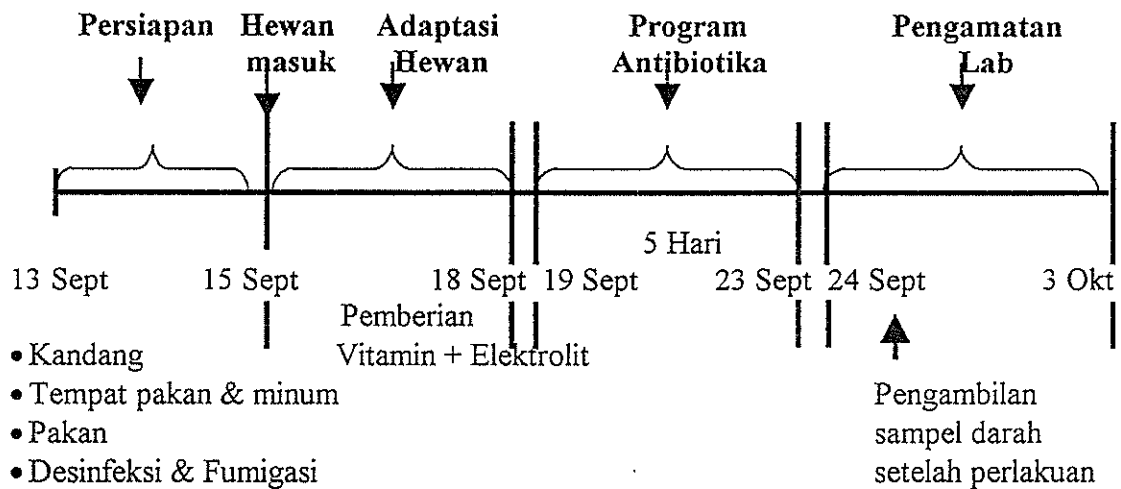 Persiapan Hewan masuk Adaptasi Hewan Program Antibiotika Pengamatan Lab
5 Hari
13 Sept 15 Sept 18 Sept 19 Sept 23 Sept 24 Sept 3 Okt
Pemberian
Vitamin + Elektrolit
• Kandang
• Tempat pakan & minum
• Pakan
• Desinfeksi & Fumigasi
Pengambilan
sampel darah
setelah perlakuan